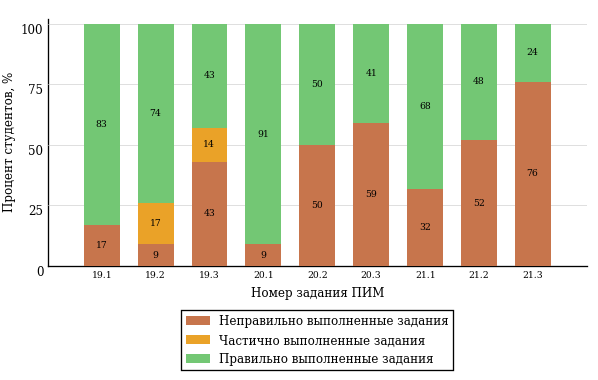 Процент студентов, %
100
75
50
25
0
83 74 43 91 50 41 68 48 24
17 14
17 9 43 9 50 59 32 52 76
19.1 19.2 19.3 20.1 20.2 20.3 21.1 21.2 21.3
Номер задания ПИМ
Неправильно выполненные задания
Частично выполненные задания
Правильно выполненные задания